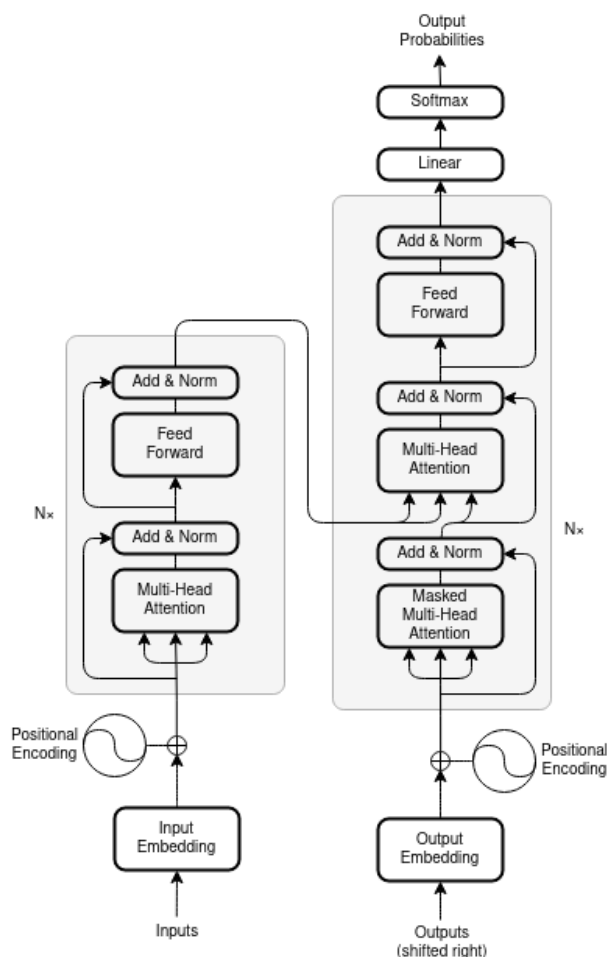 Output
Probabilities
Softmax
Linear
Add & Norm
Feed
Forward
Add & Norm
Multi-Head
Attention
Add & Norm
Masked
Multi-Head
Attention
N×
Positional
Encoding
Output
Embedding
Outputs
(shifted right)
Add & Norm
Feed
Forward
Add & Norm
Multi-Head
Attention
N×
Positional
Encoding
Input
Embedding
Inputs